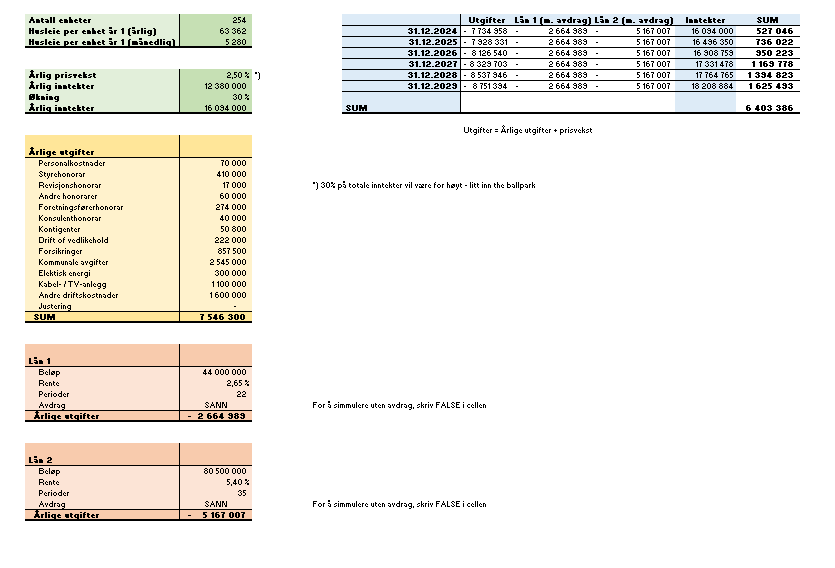 Antall enheter 254
Husleie per enhet år 1 (årlig) 63 362
Husleie per enhet år 1 (månedlig) 5 280
Årlig prisvekst 2,50 % *)
Årlig inntekter 12 380 000
Økning 30 %
Årlig inntekter 16 094 000
Utgifter Lån 1 (m. avdrag) Lån 2 (m. avdrag) Inntekter SUM
31.12.2024 - 7 734 958 - 2 664 989 - 5 167 007 16 094 000 527 046
31.12.2025 - 7 928 331 - 2 664 989 - 5 167 007 16 496 350 736 022
31.12.2026 - 8 126 540 - 2 664 989 - 5 167 007 16 908 759 950 223
31.12.2027 - 8 329 703 - 2 664 989 - 5 167 007 17 331 478 1 169 778
31.12.2028 - 8 537 946 - 2 664 989 - 5 167 007 17 764 765 1 394 823
31.12.2029 - 8 751 394 - 2 664 989 - 5 167 007 18 208 884 1 625 493
SUM 6 403 386
Utgifter = Årlige utgifter + prisvekst
Årlige utgifter
Personalkostnader 70 000
Styrehonorar 410 000
Revisjonshonorar 17 000
*) 30% på totale inntekter vil være for høyt - litt inn the ballpark
Andre honorarer 60 000
Foretningsførerhonorar 274 000
Konsulenthonorar 40 000
Kontigenter 50 800
Drift of vedlikehold 222 000
Forsikringer 857 500
Kommunale avgifter 2 545 000
Elektisk energi 300 000
Kabel- / TV-anlegg 1 100 000
Andre driftskostnader 1 600 000
Justering -
SUM 7 546 300
Lån 1
Beløp 44 000 000
Rente 2,65 %
Perioder 22
Avdrag SANN
For å simmulere uten avdrag, skriv FALSE i cellen
Årlige utgifter - 2 664 989
Lån 2
Beløp 80 500 000
Rente 5,40 %
Perioder 35
Avdrag SANN
For å simmulere uten avdrag, skriv FALSE i cellen
Årlige utgifter - 5 167 007